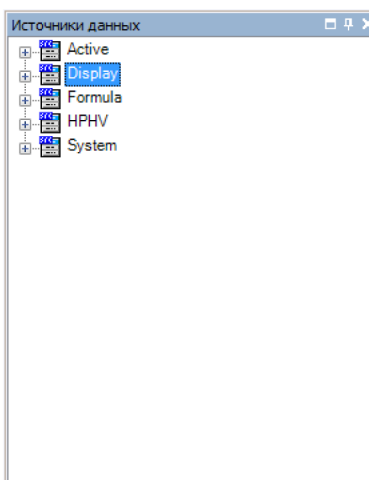 Источники данных
Active
Display
Formula
HPHV
System